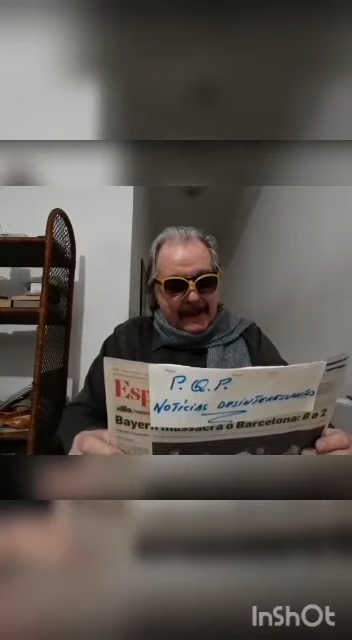 P.Q.P.
NOTÍCIAS DESINTERESSANTES
Esp
Bayern massacra o Barcelona: 8 a 2
InShOt